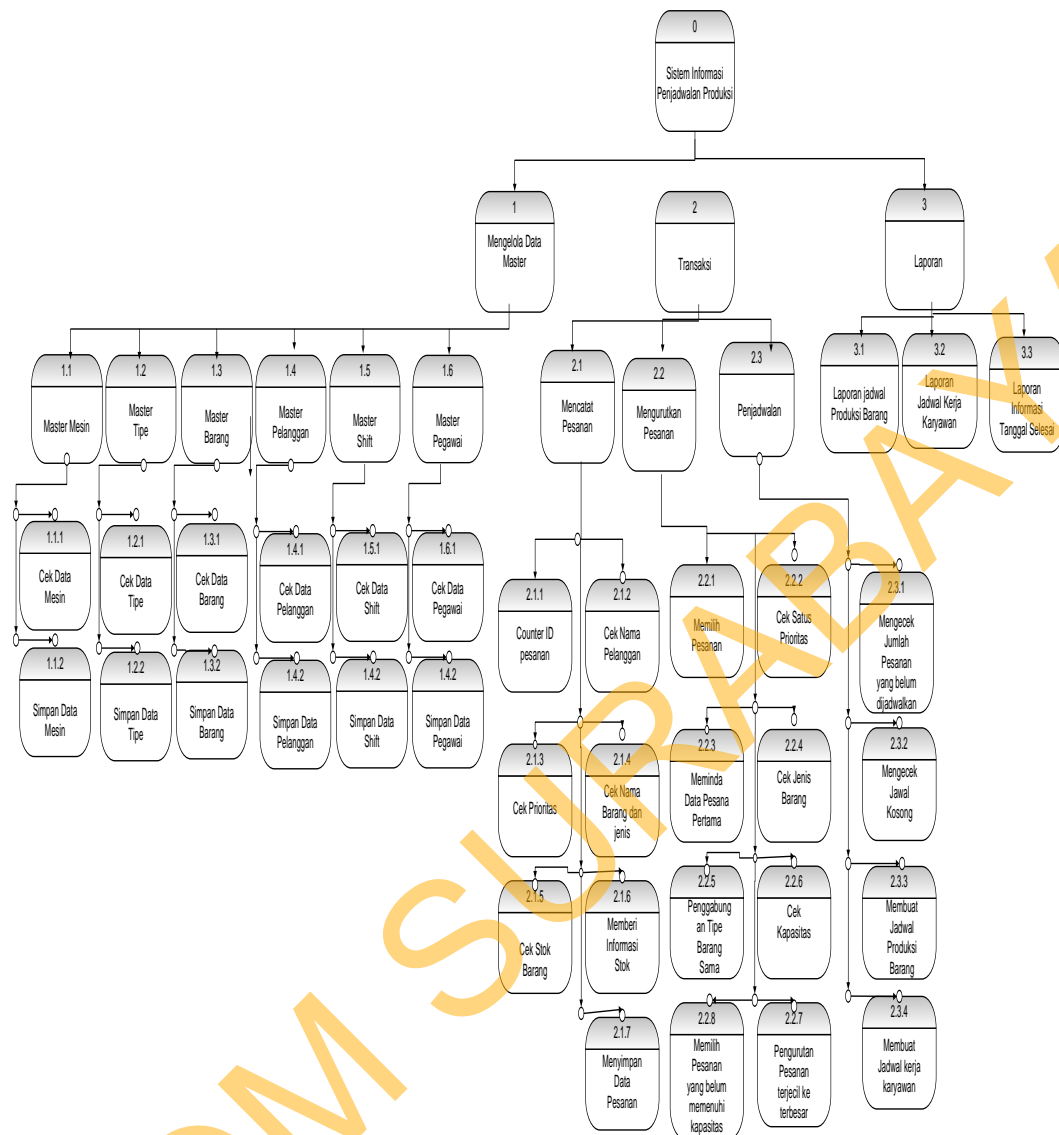 0
Sistem Informasi
Penjadwalan Produksi
1
Mengelola Data
Master
2
Transaksi
3
Laporan
1.1
Master Mesin
1.2
Master
Tipe
1.3
Master
Barang
1.4
Master
Pelanggan
1.5
Master
Shift
1.6
Master
Pegawai
2.1
Mencatat
Pesanan
2.2
Mengurutkan
Pesanan
2.3
Penjadwalan
3.1
Laporan jadwal
Produksi Barang
3.2
Laporan
Jadwal Kerja
Karyawan
3.3
Laporan
Informasi
Tanggal Selesai
1.1.1
Cek Data
Mesin
1.2.1
Cek Data
Tipe
1.3.1
Cek Data
Barang
1.4.1
Cek Data
Pelanggan
1.5.1
Cek Data
Shift
1.6.1
Cek Data
Pegawai
1.1.2
Simpan Data
Mesin
1.2.2
Simpan Data
Tipe
1.3.2
Simpan Data
Barang
1.4.2
Simpan Data
Pelanggan
1.4.2
Simpan Data
Shift
1.4.2
Simpan Data
Pegawai
2.1.1
Counter ID
pesanan
2.1.2
Cek Nama
Pelanggan
2.2.1
Memilih
Pesanan
2.2.2
Cek Satus
Prioritas
2.3.1
Mengecek
Jumlah
Pesanan
yang belum
dijadwalkan
2.1.3
Cek Prioritas
2.1.4
Cek Nama
Barang dan
jenis
2.2.3
Meminda
Data Pesana
Pertama
2.2.4
Cek Jenis
Barang
2.3.2
Mengecek
Jawal
Kosong
2.1.5
Cek Stok
Barang
2.1.6
Memberi
Informasi
Stok
2.2.5
Penggabung
an Tipe
Barang
Sama
2.2.6
Cek
Kapasitas
2.3.3
Membuat
Jadwal
Produksi
Barang
2.1.7
Menyimpan
Data
Pesanan
2.2.8
Memilih
Pesanan
yang belum
memenuhi
kapasitas
2.2.7
Pengurutan
Pesanan
terjecil ke
terbesar
2.3.4
Membuat
Jadwal kerja
karyawan
OM SURABAYA